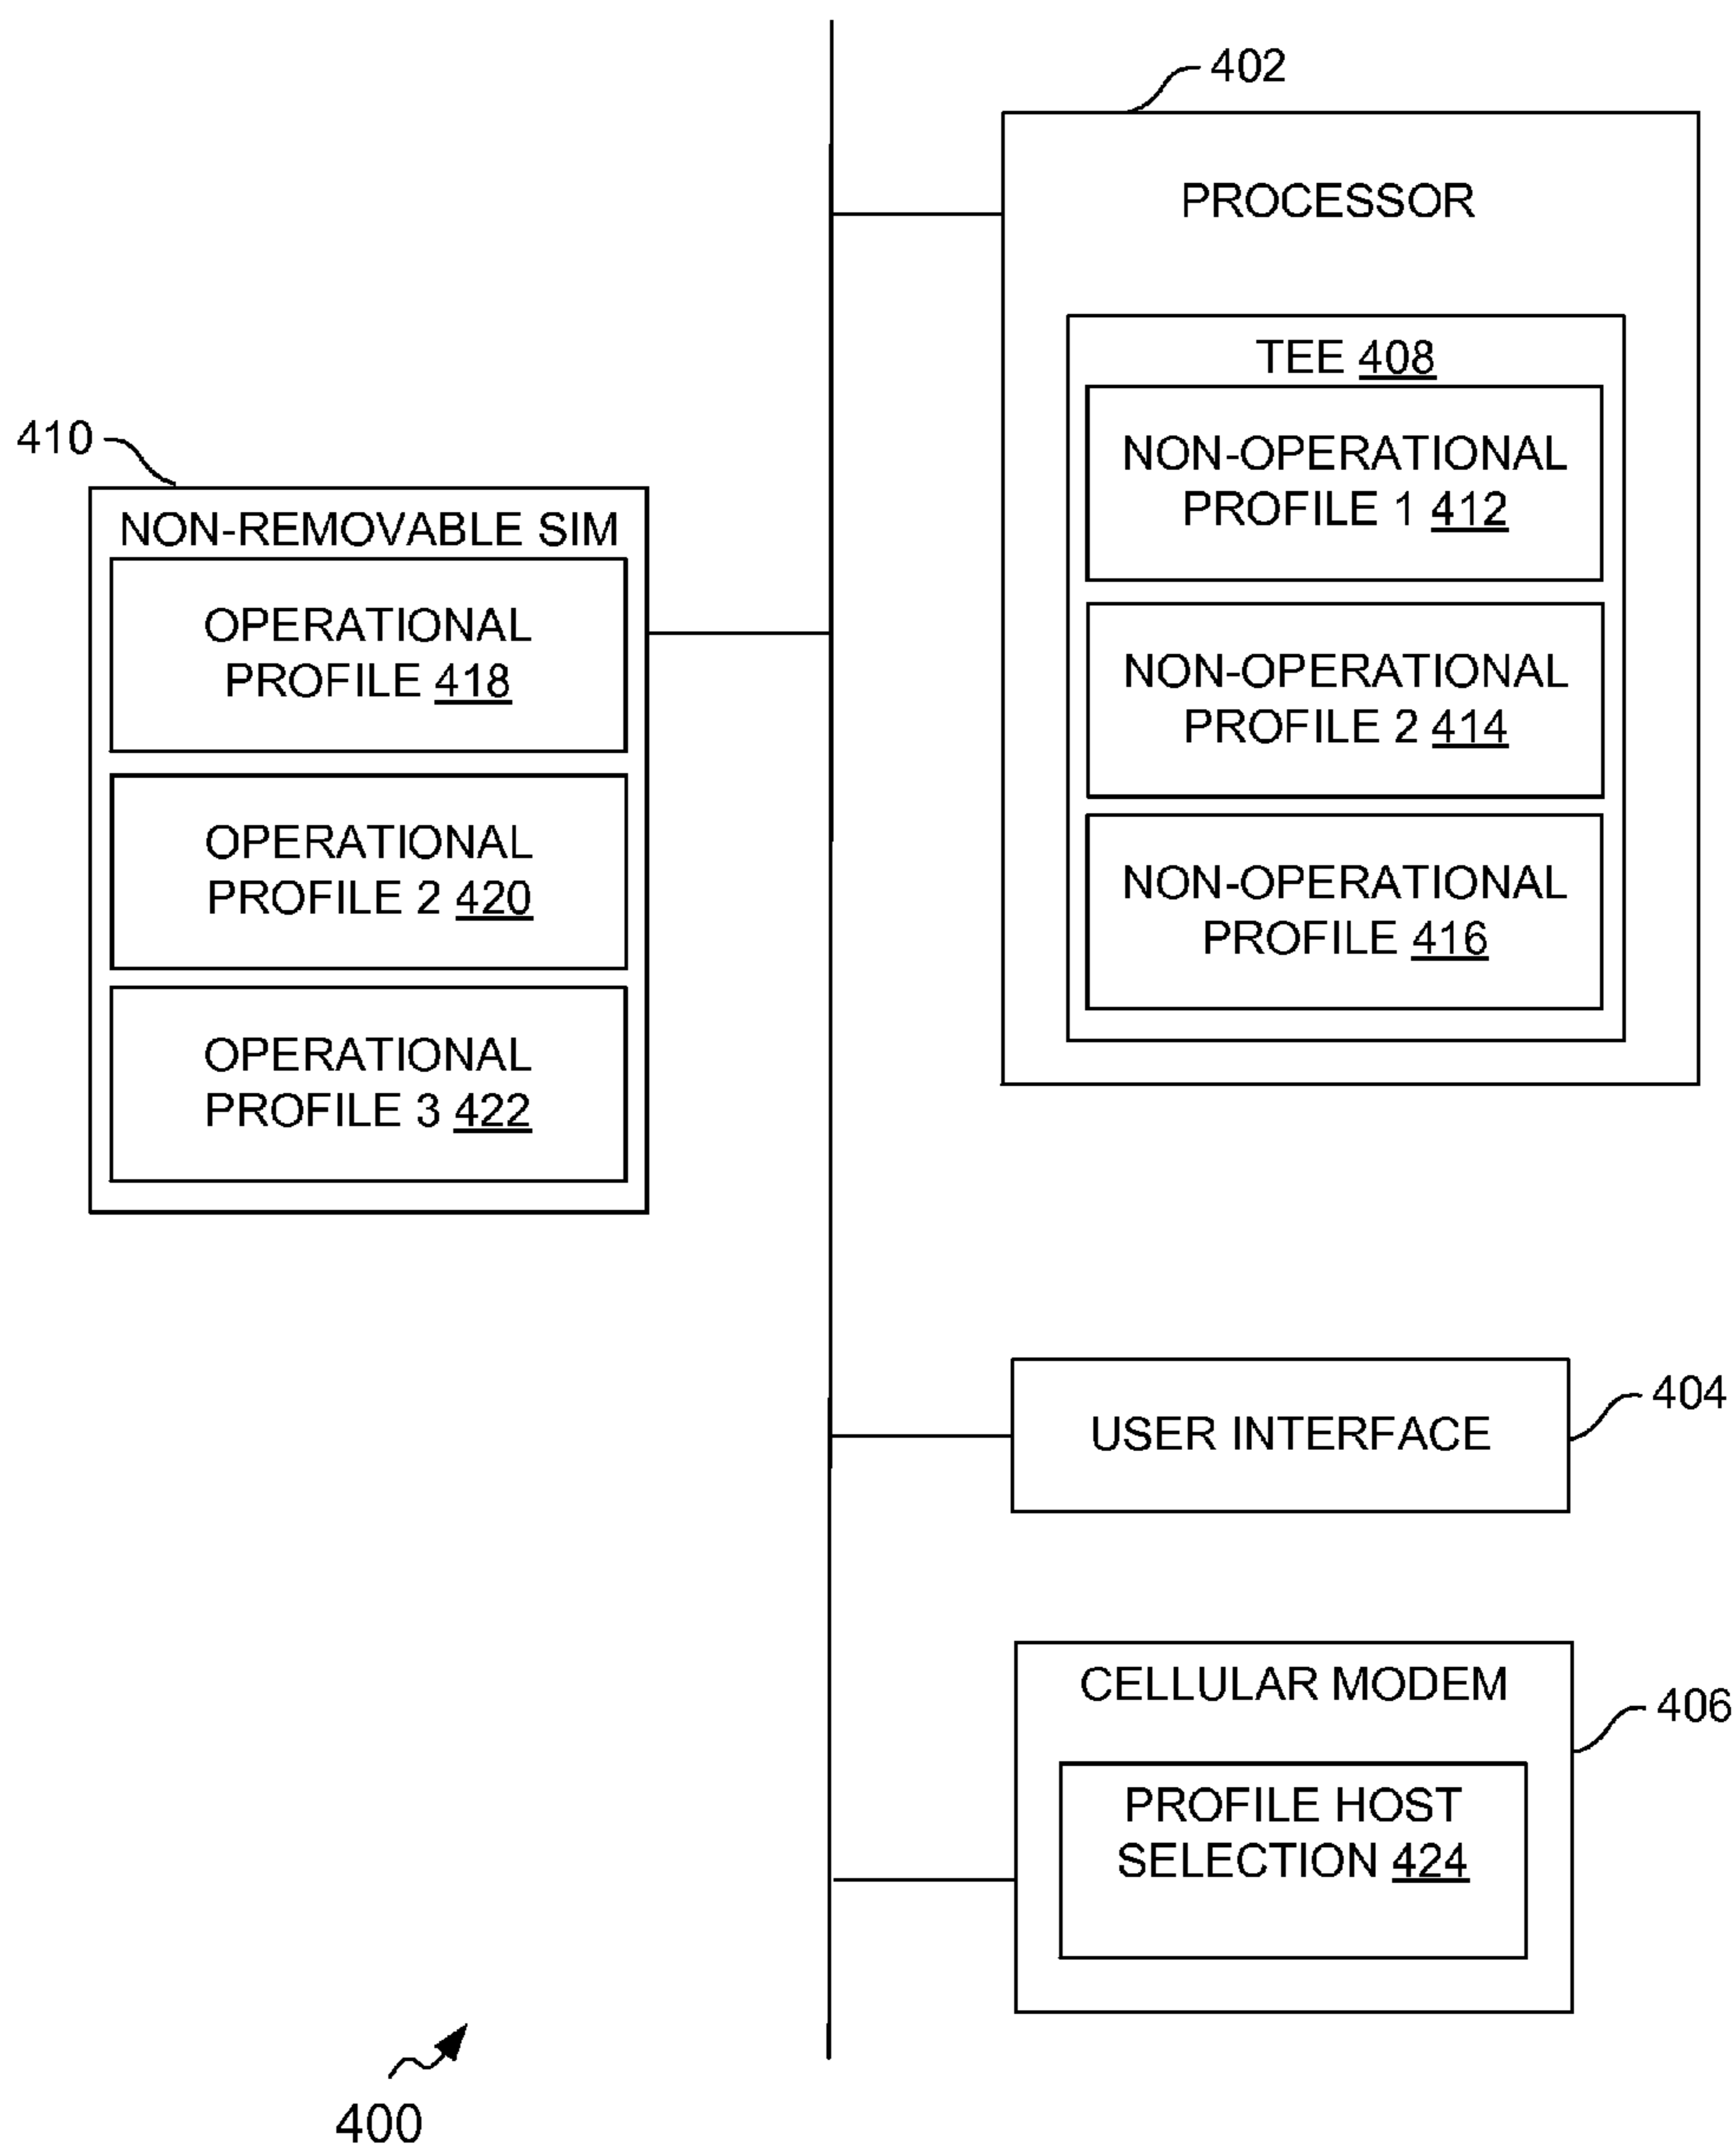 402
PROCESSOR
TEE 408
NON-OPERATIONAL
PROFILE 1 412
NON-OPERATIONAL
PROFILE 2 414
NON-OPERATIONAL
PROFILE 416
410
NON-REMOVABLE SIM
OPERATIONAL
PROFILE 418
OPERATIONAL
PROFILE 2 420
OPERATIONAL
PROFILE 3 422
USER INTERFACE
404
CELLULAR MODEM
406
PROFILE HOST
SELECTION 424
400